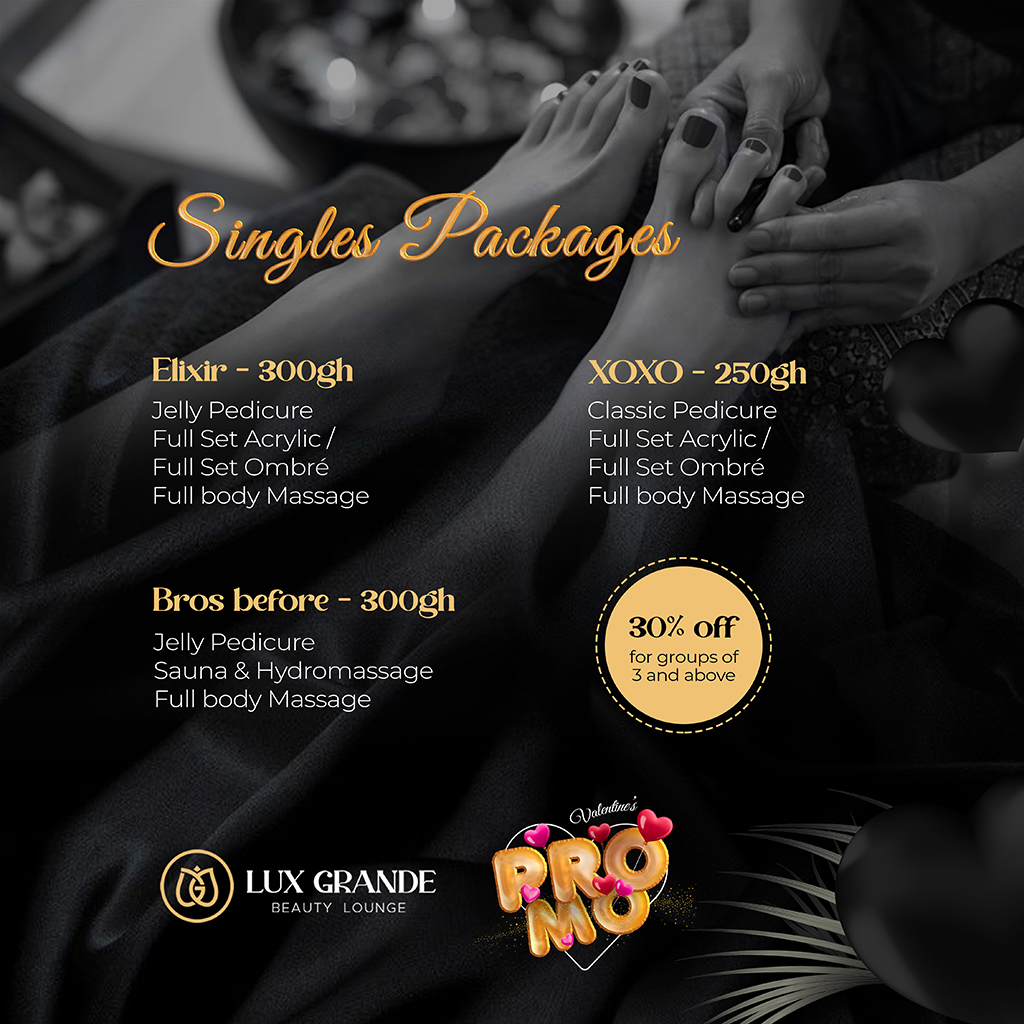 Singles Packages
Elixir - 300gh
Jelly Pedicure
Full Set Acrylic /
Full Set Ombré
Full body Massage
XOXO - 250gh
Classic Pedicure
Full Set Acrylic /
Full Set Ombré
Full body Massage
Bros before - 300gh
Jelly Pedicure
Sauna & Hydromassage
Full body Massage
30% off
for groups of
3 and above
LUX GRANDE
BEAUTY LOUNGE
Valentine's
PRO
MO